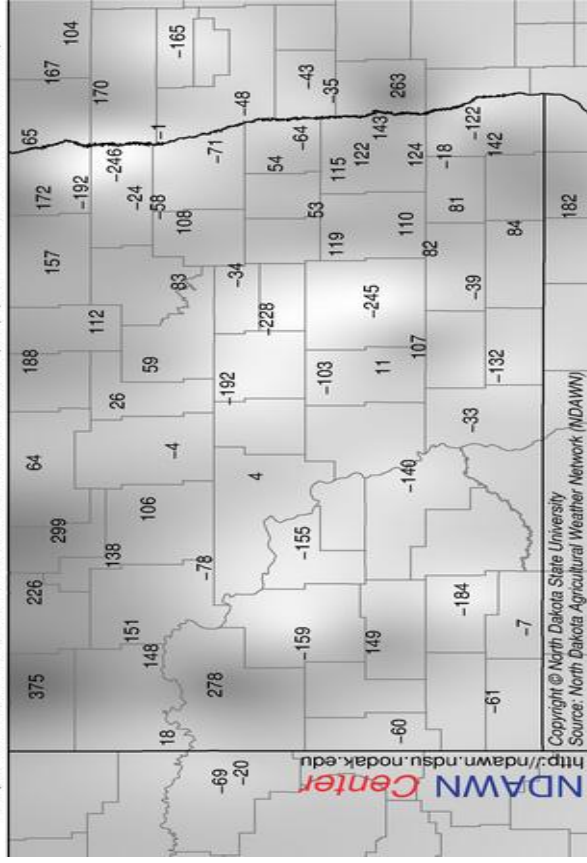 375 226 299 64 188 157 172 65 167 104
112 -192 170
138 26 -246
148 151 106 59 -24 -58 -1
18 -4 83 108 -165
278 -78 -192 -34 -71 -48
-69
-20
4 -228 54
-159 -155 53 -64 -43
-103 119 115 -35
149 11 -245 122 143
-60 -140 107 110 124 263
82 -18
-184 -33 -39 81 -122
-61 -132 142
-7 84
182
NDAWN Center
http://ndawn.ndsu.nodak.edu
Copyright © North Dakota State University
Source: North Dakota Agricultural Weather Network (NDAWN)